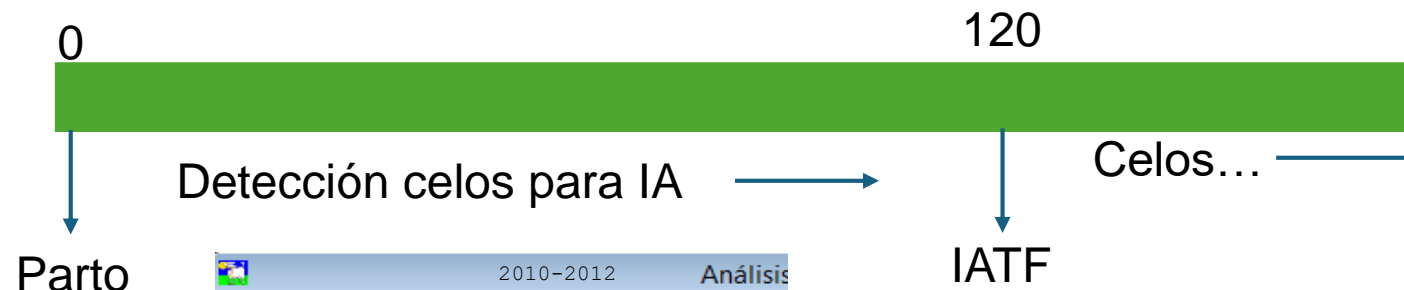 0
120
Detección celos para IA
Celos...
Parto
2010-2012
Análisis
IATF